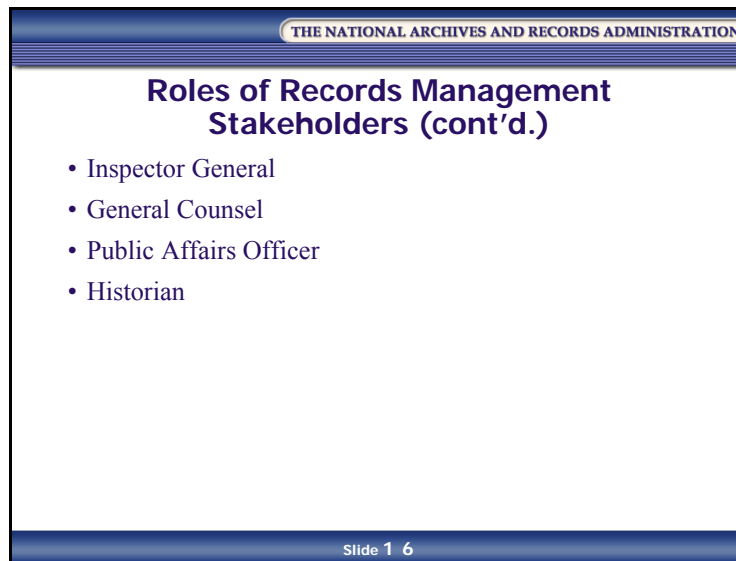 THE NATIONAL ARCHIVES AND RECORDS ADMINISTRATION
Roles of Records Management
Stakeholders (cont'd.)
• Inspector General
• General Counsel
• Public Affairs Officer
• Historian
Slide 1 6